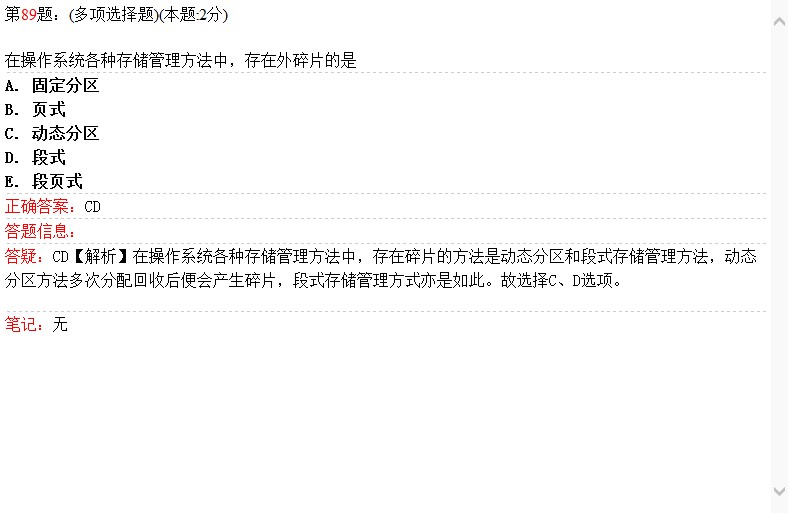 第89题: (多项选择题)(本题:2分)
在操作系统各种存储管理方法中，存在外碎片的是
A. 固定分区
B. 页式
C. 动态分区
D. 段式
E. 段页式
正确答案：CD
答题信息：
答疑：CD【解析】在操作系统各种存储管理方法中，存在碎片的方法是动态分区和段式存储管理方法，动态
分区方法多次分配回收后便会产生碎片，段式存储管理方式亦是如此。故选择C、D选项。
笔记：无